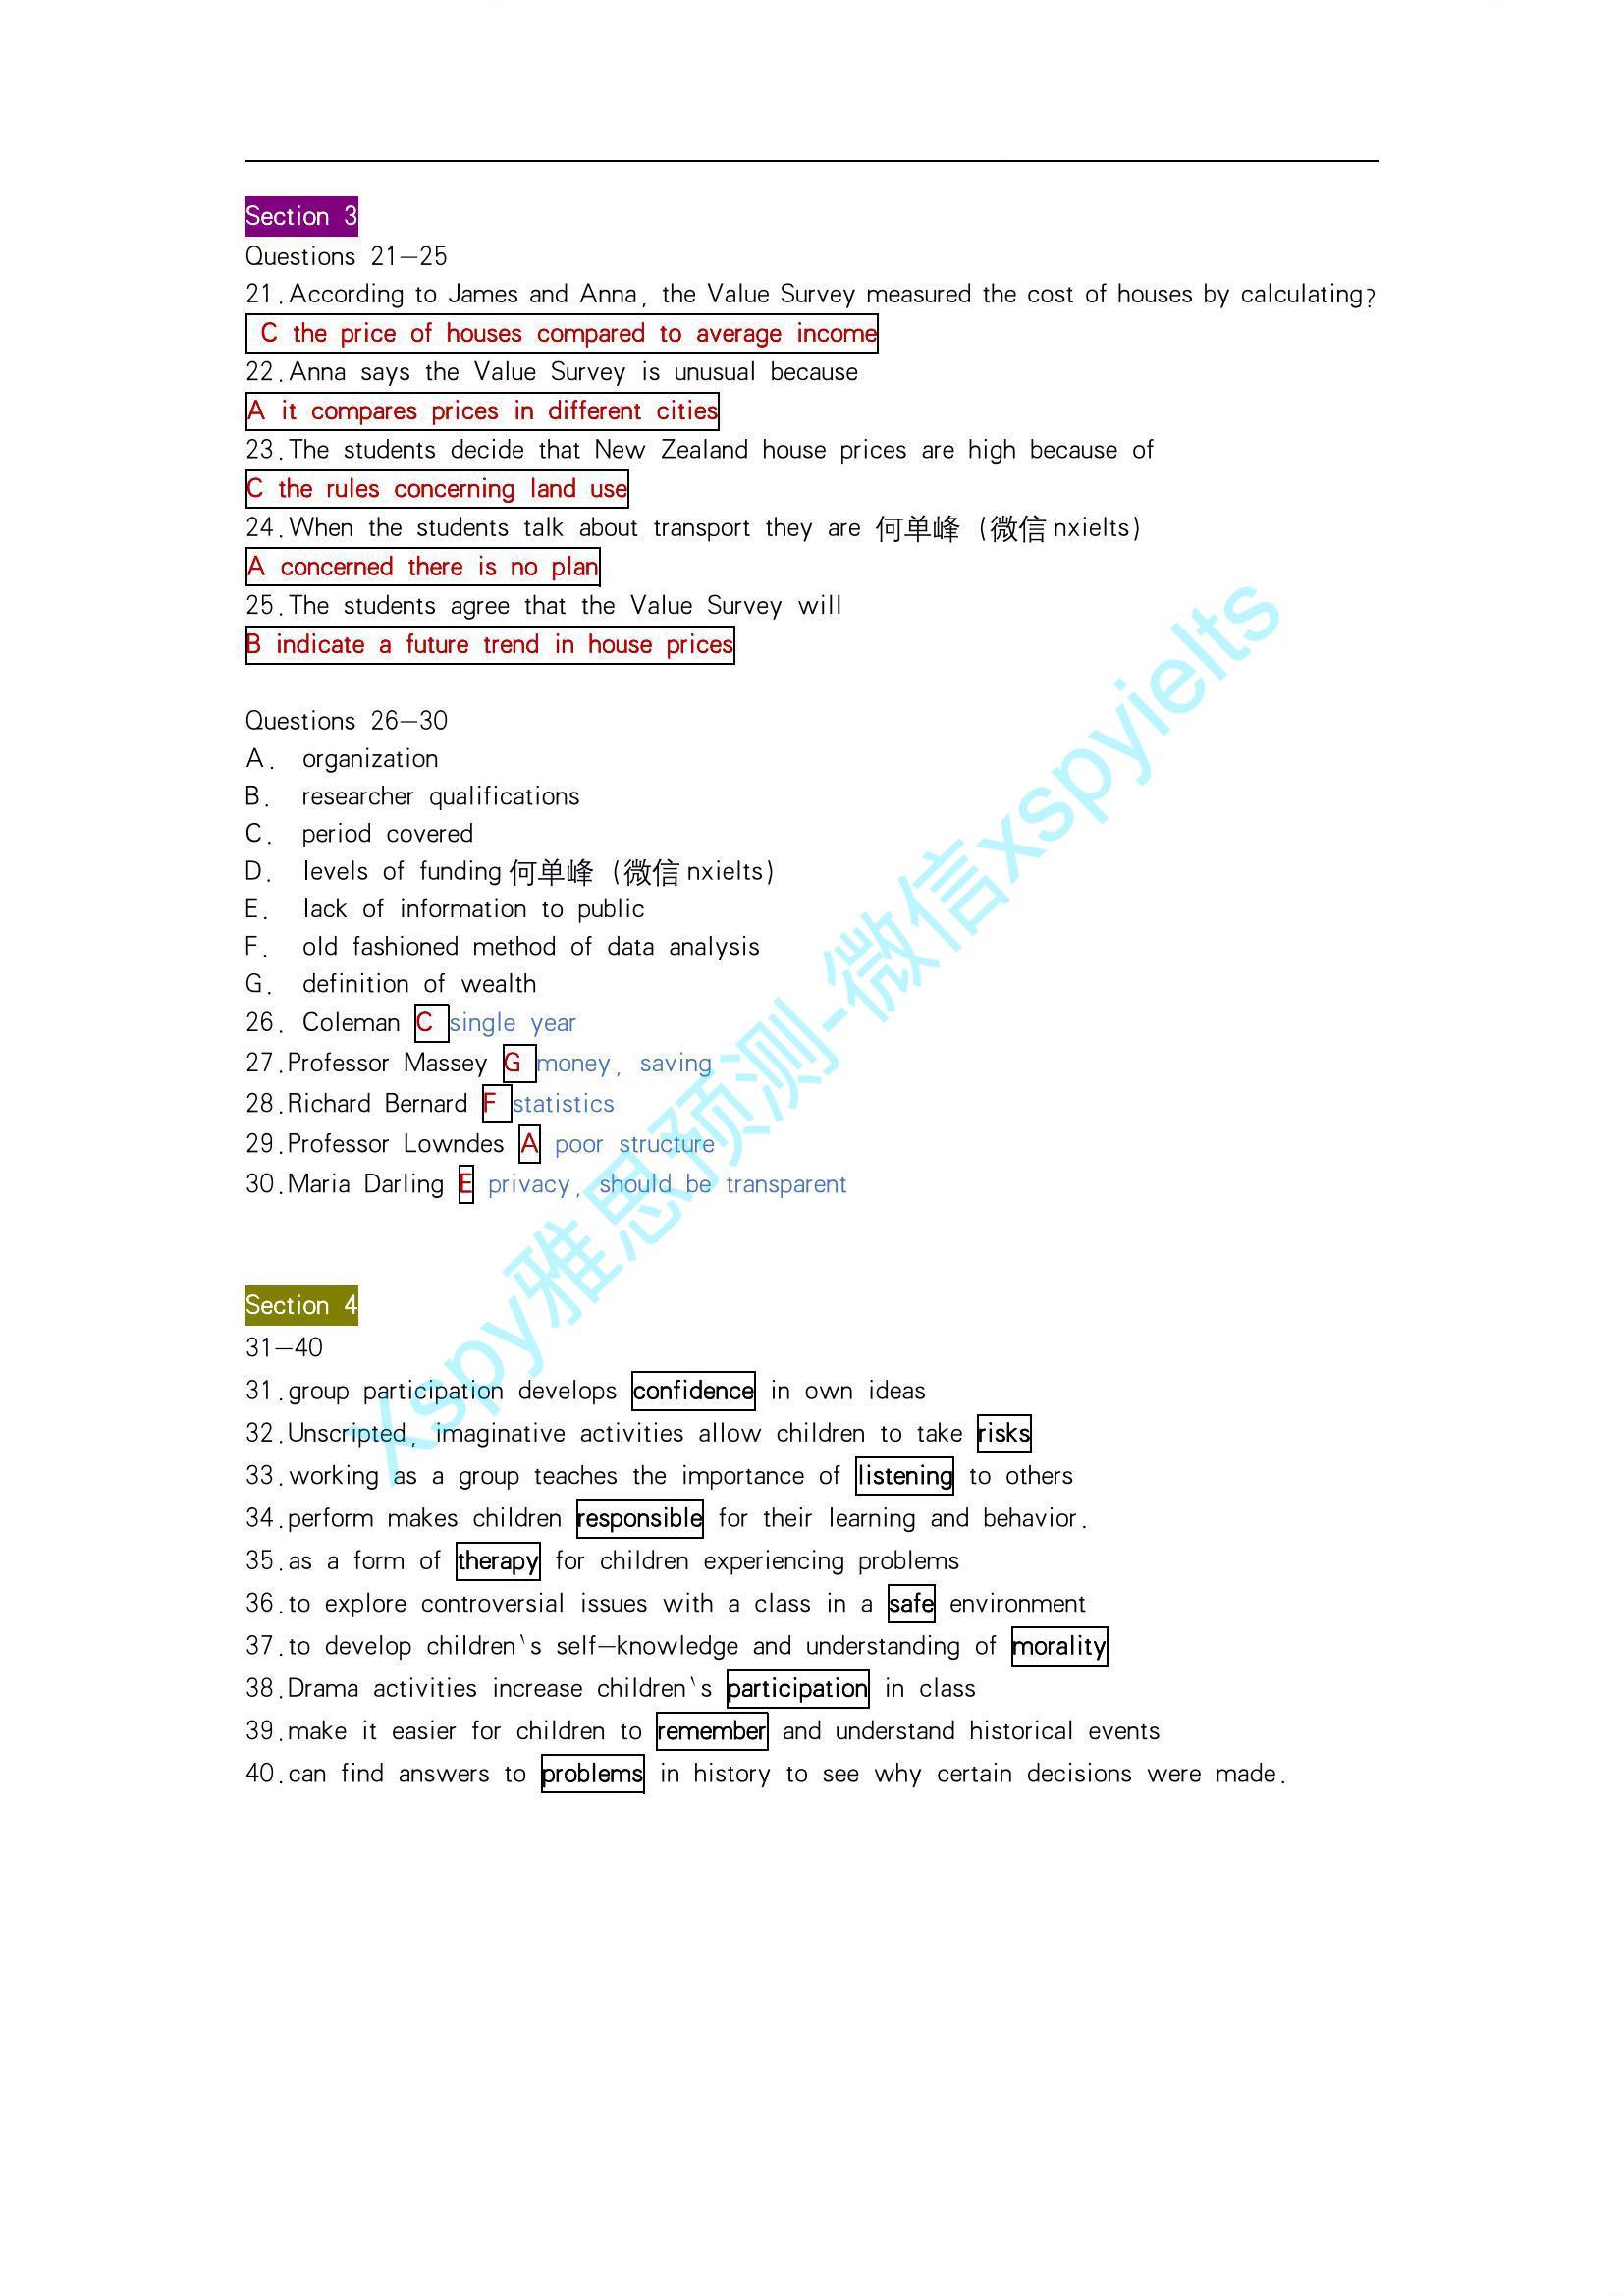 Section 3
Questions 21—25
21.According to James and Anna, the Value Survey measured the cost of houses by calculating?
C the price of houses compared to average income
22.Anna says the Value Survey is unusual because
A it compares prices in different cities
23.The students decide that New Zealand house prices are high because of
C the rules concerning land use
24.When the students talk about transport they are 何单峰（微信 nxielts）
A concerned there is no plan
25.The students agree that the Value Survey will
B indicate a future trend in house prices
Questions 26—30
A. organization
B. researcher qualifications
C. period covered
D. levels of funding 何单峰（微信 nxielts）
E. lack of information to public
F. old fashioned method of data analysis
G. definition of wealth
26. Coleman C single year
27.Professor Massey G money, saving
28.Richard Bernard F statistics
29.Professor Lowndes A poor structure
30.Maria Darling E privacy, should be transparent
Section 4
31—40
31.group participation develops confidence in own ideas
32.Unscripted, imaginative activities allow children to take risks
33.working as a group teaches the importance of listening to others
34.perform makes children responsible for their learning and behavior.
35.as a form of therapy for children experiencing problems
36.to explore controversial issues with a class in a safe environment
37.to develop children`s self—knowledge and understanding of morality
38.Drama activities increase children`s participation in class
39.make it easier for children to remember and understand historical events
40.can find answers to problems in history to see why certain decisions were made.
Xspy雅思预测-微信xspyielts